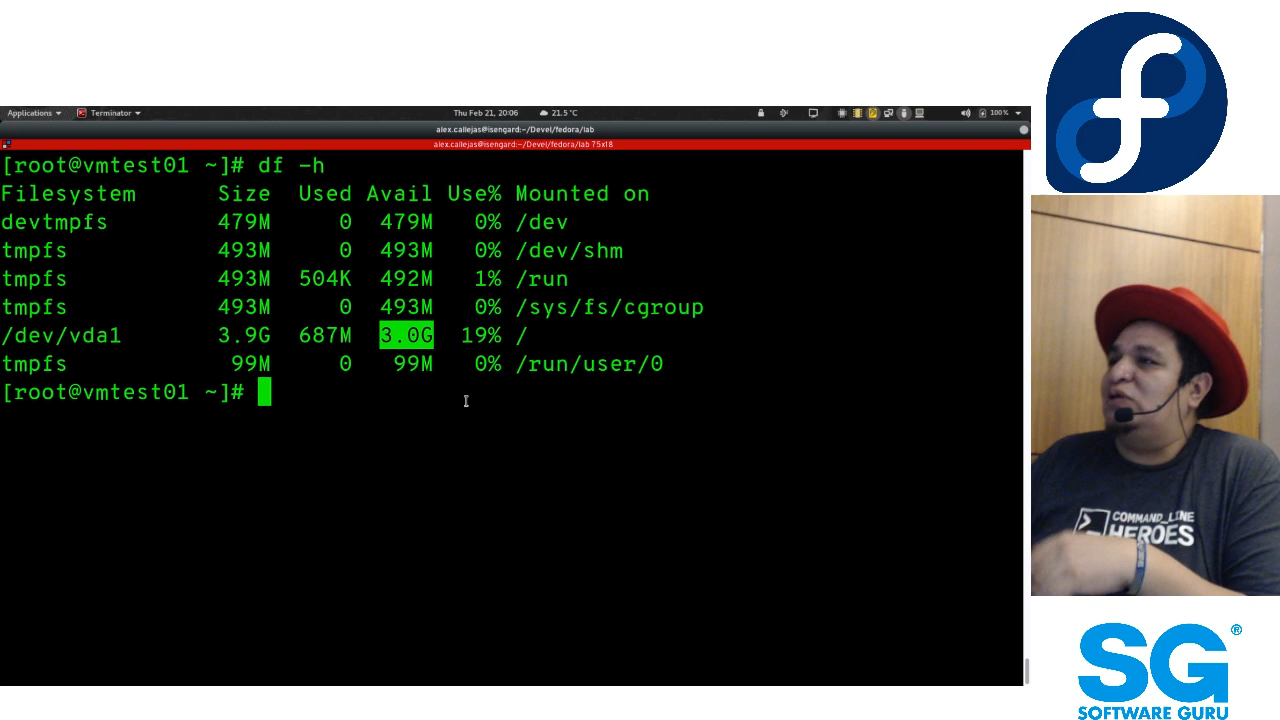 Applications Terminator Thu Feb 21, 20:06 21.5°C 100%
alex.callejas@isengard:~/Devel/fedora/lab
alex.callejas@isengard:~/Devel/fedora/lab 75x18
[root@vmtest01 ~]# df -h
Filesystem Size Used Avail Use% Mounted on
devtmpfs 479M 0 479M 0% /dev
tmpfs 493M 0 493M 0% /dev/shm
tmpfs 493M 504K 492M 1% /run
tmpfs 493M 0 493M 0% /sys/fs/cgroup
/dev/vda1 3.9G 687M 3.0G 19% /
tmpfs 99M 0 99M 0% /run/user/0
[root@vmtest01 ~]#
COMMAND_LINE
HEROES
SG®
SOFTWARE GURU